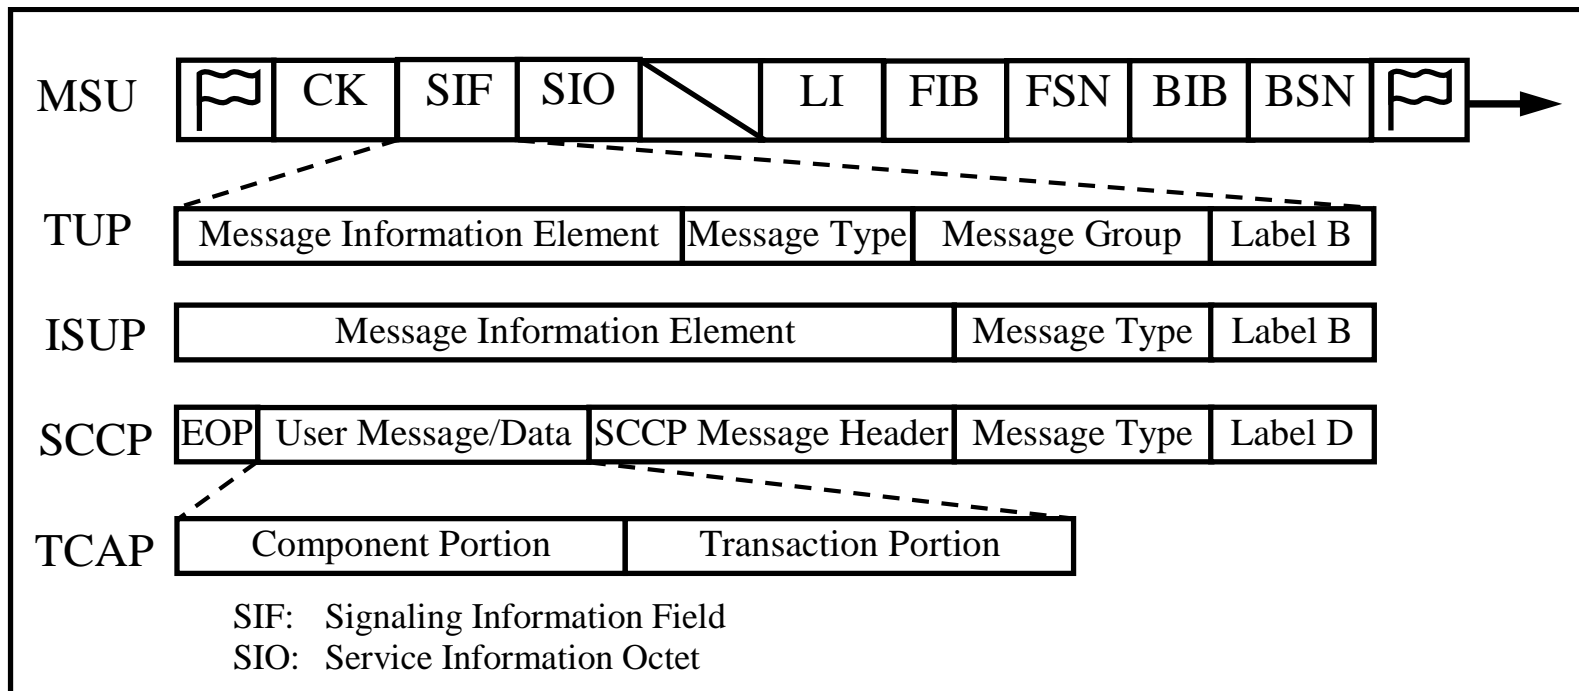 MSU CK SIF SIO LI FIB FSN BIB BSN
TUP Message Information Element Message Type Message Group Label B
ISUP Message Information Element Message Type Label B
SCCP EOP User Message/Data SCCP Message Header Message Type Label D
TCAP Component Portion Transaction Portion
SIF: Signaling Information Field
SIO: Service Information Octet